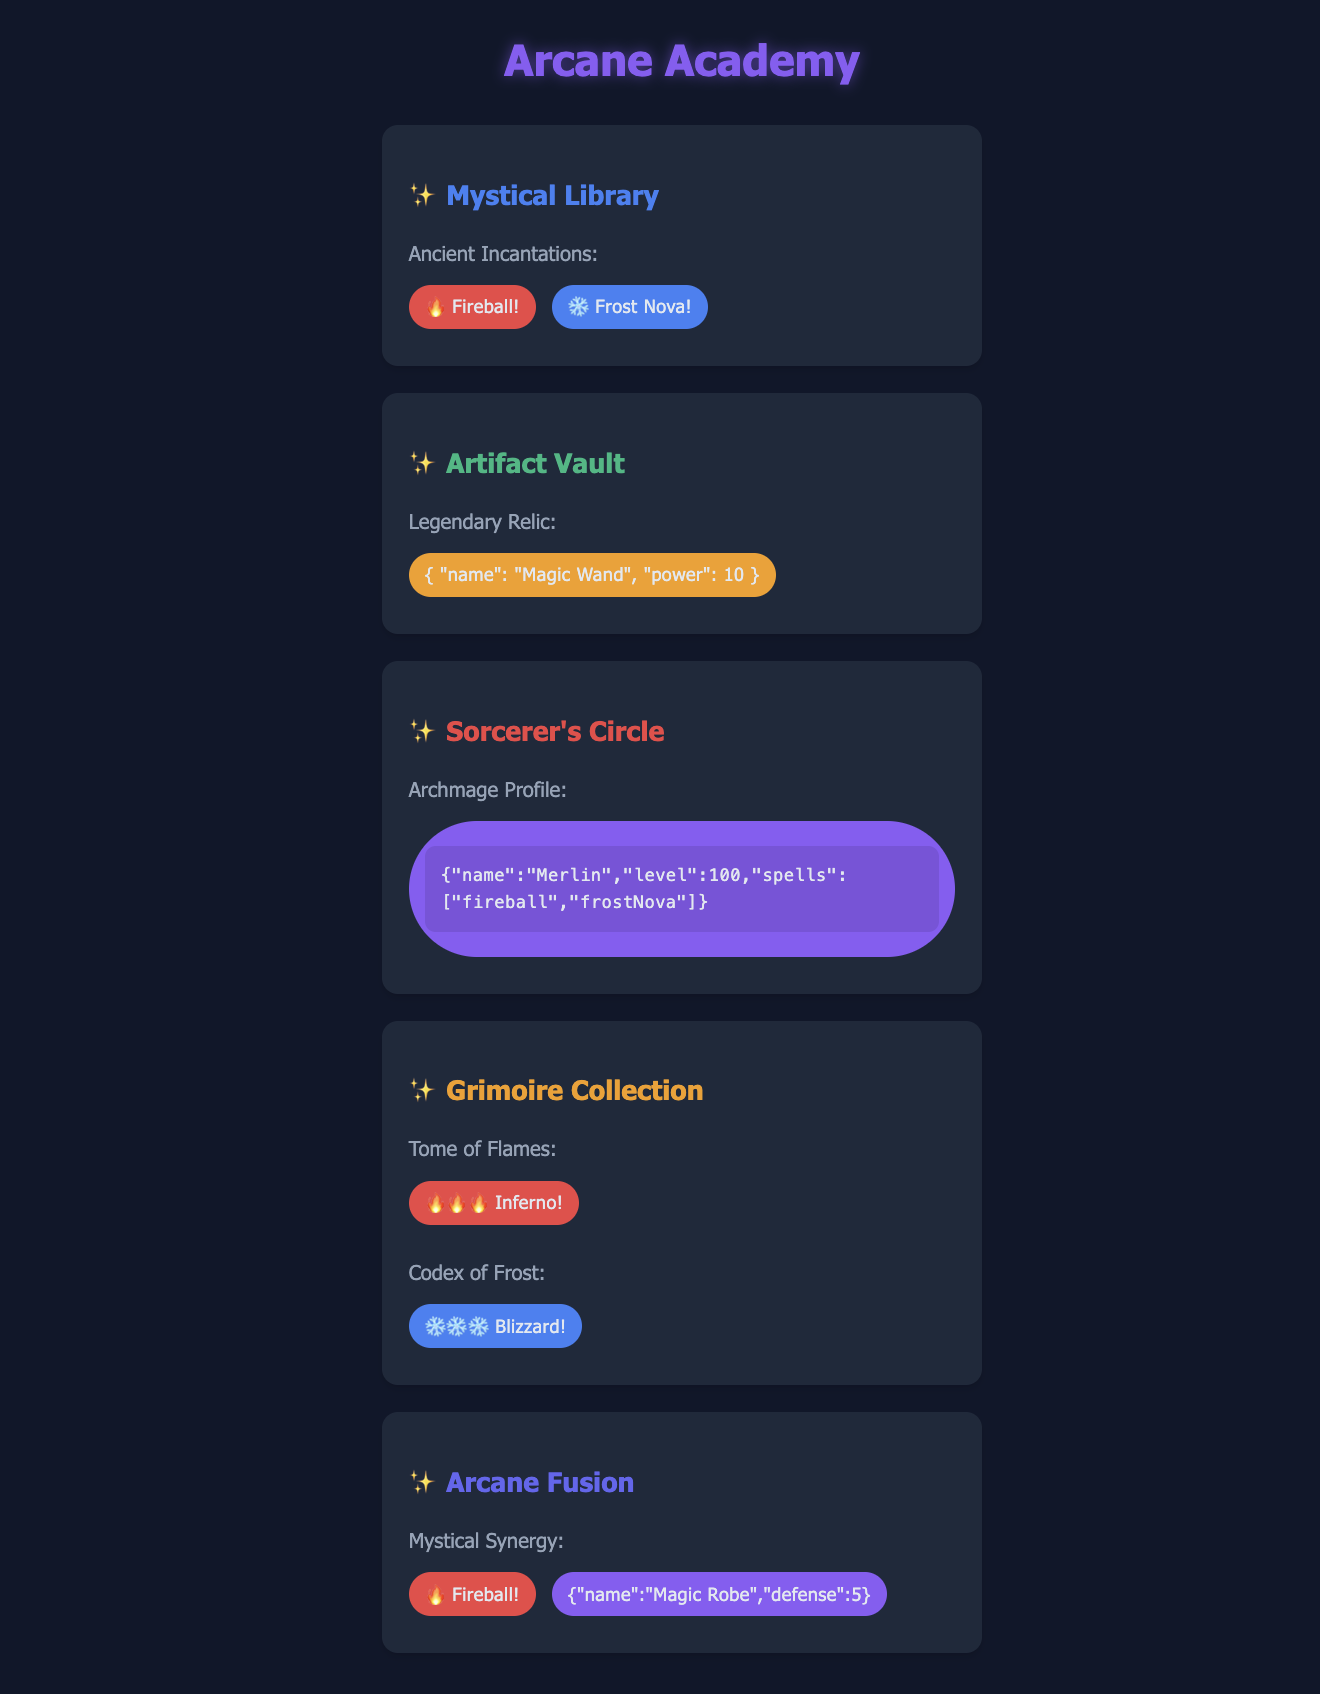 Arcane Academy
✨ Mystical Library
Ancient Incantations:
🔥 Fireball! ❄️ Frost Nova!
✨ Artifact Vault
Legendary Relic:
{ "name": "Magic Wand", "power": 10 }
✨ Sorcerer's Circle
Archmage Profile:
{"name":"Merlin","level":100,"spells":
["fireball","frostNova"]}
✨ Grimoire Collection
Tome of Flames:
🔥🔥🔥 Inferno!
Codex of Frost:
❄️❄️❄️ Blizzard!
✨ Arcane Fusion
Mystical Synergy:
🔥 Fireball! {"name":"Magic Robe","defense":5}